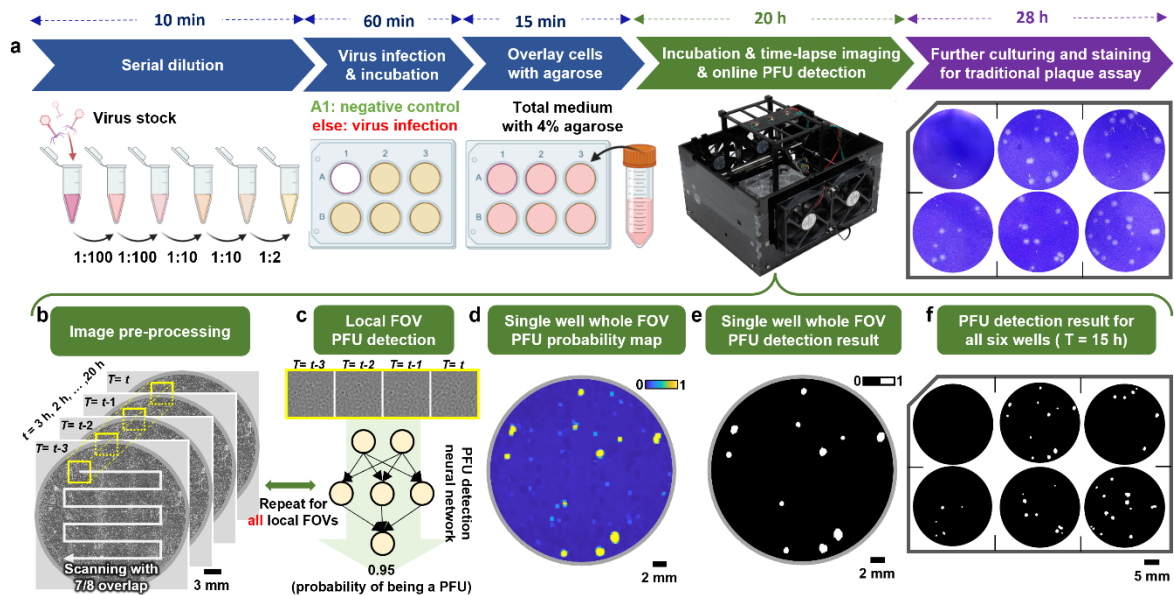 10 min
60 min
15 min
20 h
28 h
a
Serial dilution
Virus infection
& incubation
Overlay cells
with agarose
Incubation & time-lapse imaging
& online PFU detection
Further culturing and staining
for traditional plaque assay
Virus stock
A1: negative control
else: virus infection
Total medium
with 4% agarose
1 2 3
A
B
1 2 3
A
B
1:100 1:100 1:10 1:10 1:2
b
Image pre-processing
t = 3 h, 2 h, … ,20 h
T= t
T= t-1
T= t-2
T= t-3
Scanning with
7/8 overlap
3 mm
Repeat for
all local FOVs
c
Local FOV
PFU detection
T= t-3 T= t-2 T= t-1 T= t
PFU detection
neural network
0.95
(probability of being a PFU)
d
Single well whole FOV
PFU probability map
0 1
2 mm
e
Single well whole FOV
PFU detection result
0 1
2 mm
f
PFU detection result for
all six wells ( T = 15 h)
5 mm